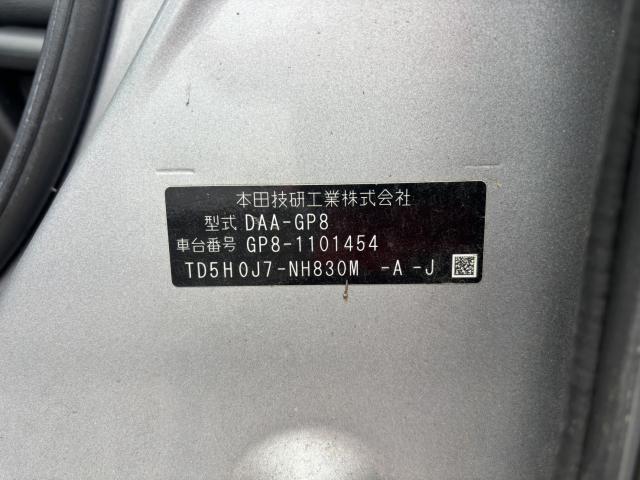 本田技研工業株式会社
型式 DAA-GP8
車台番号 GP8-1101454
TD5H0J7-NH830M -A -J